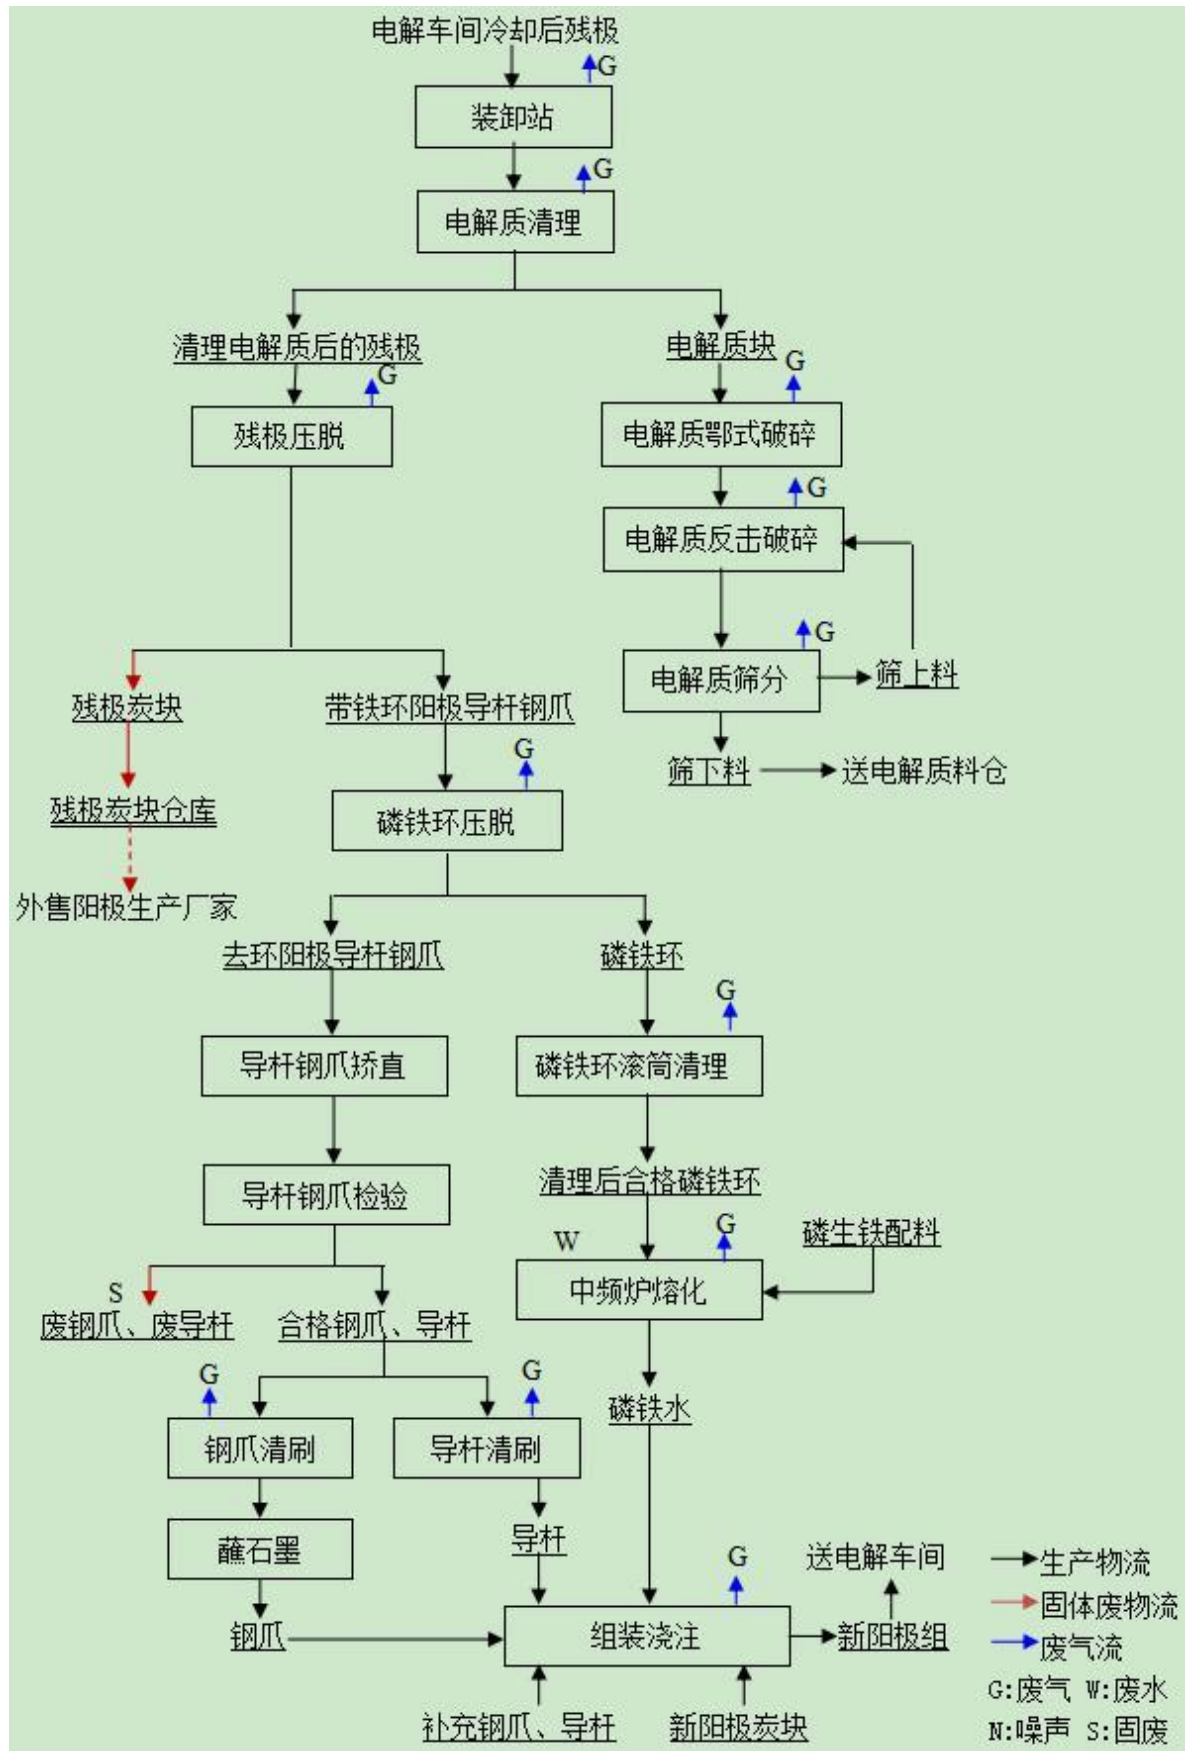 电解车间冷却后残极
G
装卸站
G
电解质清理
清理电解质后的残极
电解质块
G
G
残极压脱
电解质鄂式破碎
G
电解质反击破碎
G
电解质筛分
筛上料
残极炭块
带铁环阳极导杆钢爪
G
筛下料
送电解质料仓
残极炭块仓库
磷铁环压脱
外售阳极生产厂家
去环阳极导杆钢爪
磷铁环
G
导杆钢爪矫直
磷铁环滚筒清理
清理后合格磷铁环
导杆钢爪检验
W
G
磷生铁配料
中频炉熔化
S
废钢爪、废导杆
合格钢爪、导杆
G
G
磷铁水
钢爪清刷
导杆清刷
蘸石墨
导杆
G
送电解车间
生产物流
固体废物流
钢爪
组装浇注
新阳极组
废气流
G:废气 W:废水
补充钢爪、导杆
新阳极炭块
N:噪声 S:固废